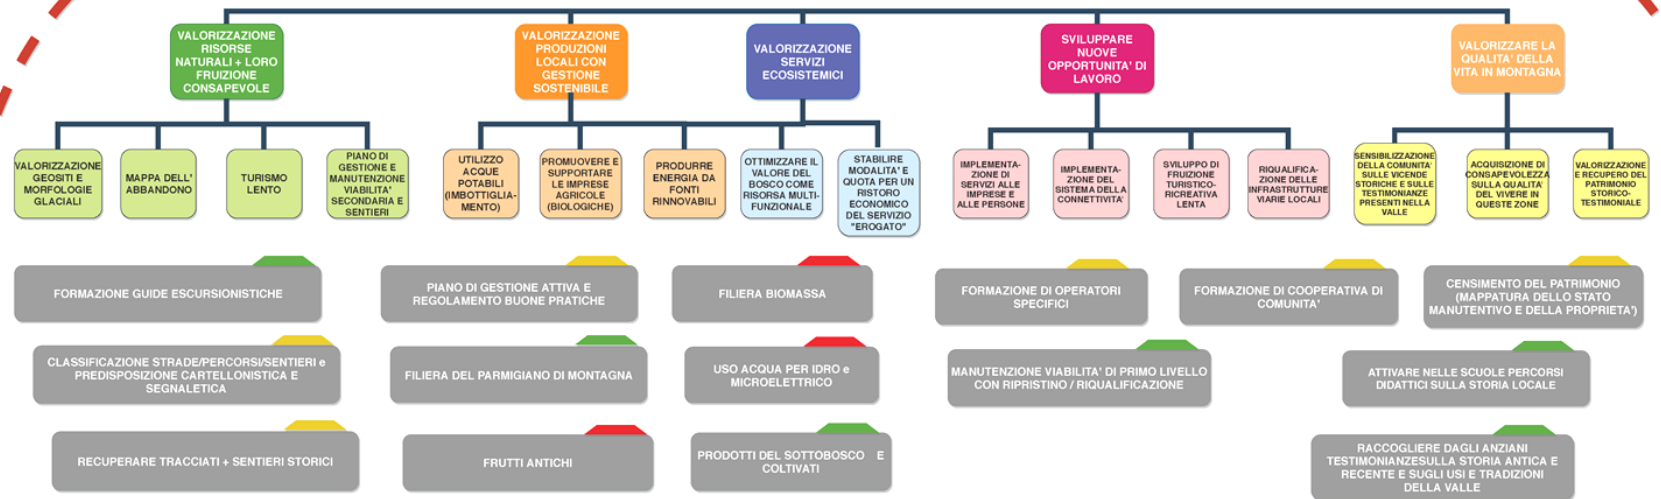 VALORIZZAZIONE
RISORSE
NATURALI + LORO
FRUIZIONE
CONSAPEVOLE
VALORIZZAZIONE
PRODUZIONI
LOCALI CON
GESTIONE
SOSTENIBILE
VALORIZZAZIONE
SERVIZI
ECOSISTEMICI
SVILUPPARE
NUOVE
OPPORTUNITA' DI
LAVORO
VALORIZZARE LA
QUALITA' DELLA
VITA IN MONTAGNA
VALORIZZAZIONE
GEOSITI E
MORFOLOGIE
GLACIALI
MAPPA DELL'
ABBANDONO
TURISMO
LENTO
PIANO DI
GESTIONE E
MANUTENZIONE
VIABILITA'
SECONDARIA E
SENTIERI
UTILIZZO
ACQUE
POTABILI
(IMBOTTIGLIA-
MENTO)
PROMUOVERE E
SUPPORTARE
LE IMPRESE
AGRICOLE
(BIOLOGICHE)
PRODURRE
ENERGIA DA
FONTI
RINNOVABILI
OTTIMIZZARE IL
VALORE DEL
BOSCO COME
RISORSA MULTI-
FUNZIONALE
STABILIRE
MODALITA' E
QUOTA PER UN
RISTORO
ECONOMICO
DEL SERVIZIO
"EROGATO"
IMPLEMENTA-
ZIONE DI
SERVIZI ALLE
IMPRESE E
ALLE PERSONE
IMPLEMENTA-
ZIONE DEL
SISTEMA DELLA
CONNETTIVITA'
SVILUPPO DI
FRUIZIONE
TURISTICO-
RICREATIVA
LENTA
RIQUALIFICA-
ZIONE DELLE
INFRASTRUTTURE
VIARIE LOCALI
SENSIBILIZZAZIONE
DELLA COMUNITA'
SULLE VICENDE
STORICHE E SULLE
TESTIMONIANZE
PRESENTI NELLA
VALLE
ACQUISIZIONE DI
CONSAPEVOLEZZA
SULLA QUALITA'
DEL VIVERE IN
QUESTE ZONE
VALORIZZAZIONE
E RECUPERO DEL
PATRIMONIO
STORICO-
TESTIMONIALE
FORMAZIONE GUIDE ESCURSIONISTICHE
PIANO DI GESTIONE ATTIVA E
REGOLAMENTO BUONE PRATICHE
FILIERA BIOMASSA
FORMAZIONE DI OPERATORI
SPECIFICI
FORMAZIONE DI COOPERATIVA DI
COMUNITA'
CENSIMENTO DEL PATRIMONIO
(MAPPATURA DELLO STATO
MANUTENTIVO E DELLA PROPRIETA')
CLASSIFICAZIONE STRADE/PERCORSI/SENTIERI e
PREDISPOSIZIONE CARTELLONISTICA E
SEGNALETICA
FILIERA DEL PARMIGIANO DI MONTAGNA
USO ACQUA PER IDRO e
MICROELETTRICO
MANUTENZIONE VIABILITA' DI PRIMO LIVELLO
CON RIPRISTINO / RIQUALIFICAZIONE
ATTIVARE NELLE SCUOLE PERCORSI
DIDATTICI SULLA STORIA LOCALE
RECUPERARE TRACCIATI + SENTIERI STORICI
FRUTTI ANTICHI
PRODOTTI DEL SOTTOBOSCO E
COLTIVATI
RACCOGLIERE DAGLI ANZIANI
TESTIMONIANZESULLA STORIA ANTICA E
RECENTE E SUGLI USI E TRADIZIONI
DELLA VALLE